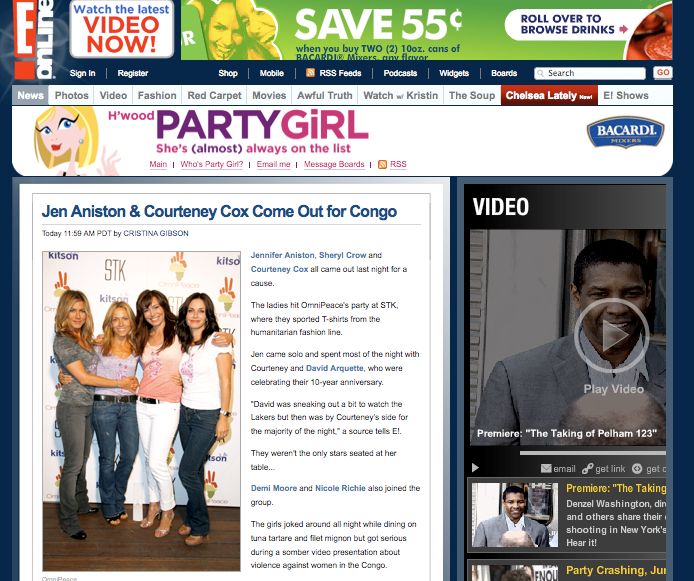 E!
ONLINE
Watch the latest
VIDEO
NOW!
SAVE 55¢
when you buy TWO (2) 10oz. cans of
BACARDI® Mixers, any flavor.
ROLL OVER TO
BROWSE DRINKS
Sign In | Register
Shop | Mobile | RSS Feeds | Podcasts | Widgets | Boards
Search
GO
News Photos Video Fashion Red Carpet Movies Awful Truth Watch w/ Kristin The Soup Chelsea Lately New! E! Shows
H'wood PARTYGiRL
She's (almost) always on the list
Main | Who's Party Girl? | Email me | Message Boards | RSS
BACARDI
MIXERS
Jen Aniston & Courteney Cox Come Out for Congo
Today 11:59 AM PDT by CRISTINA GIBSON
kitson
STK
kitson
OmniPeace
kitson
OmniPeace
OmniPeace
Jennifer Aniston, Sheryl Crow and
Courteney Cox all came out last night for a
cause.
The ladies hit OmniPeace's party at STK,
where they sported T-shirts from the
humanitarian fashion line.
Jen came solo and spent most of the night with
Courteney and David Arquette, who were
celebrating their 10-year anniversary.
"David was sneaking out a bit to watch the
Lakers but then was by Courteney's side for
the majority of the night," a source tells E!.
They weren't the only stars seated at her
table...
Demi Moore and Nicole Richie also joined the
group.
The girls joked around all night while dining on
tuna tartare and filet mignon but got serious
during a somber video presentation about
violence against women in the Congo.
VIDEO
Play Video
Premiere: "The Taking of Pelham 123"
email get link get c
Premiere: "The Taking
Denzel Washington, dir
and others share their
shooting in New York's
Hear it!
Party Crashing, Jun